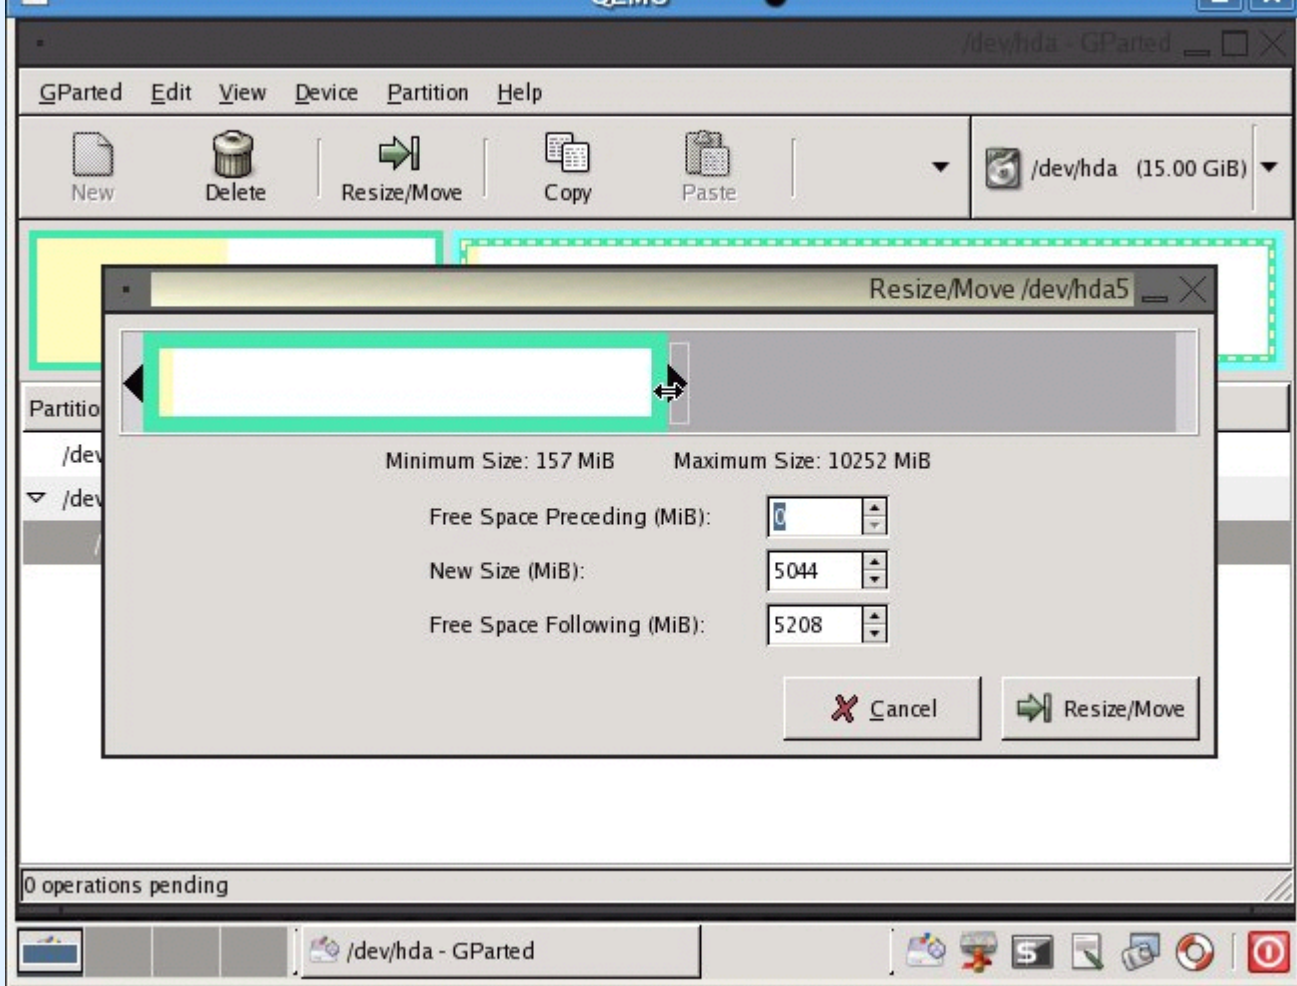 QEMU
/dev/hda - GParted
GParted Edit View Device Partition Help
New Delete Resize/Move Copy Paste /dev/hda (15.00 GiB)
Resize/Move /dev/hda5
Partitio
/dev
/dev
/
Minimum Size: 157 MiB Maximum Size: 10252 MiB
Free Space Preceding (MiB): 0
New Size (MiB): 5044
Free Space Following (MiB): 5208
Cancel Resize/Move
0 operations pending
/dev/hda - GParted